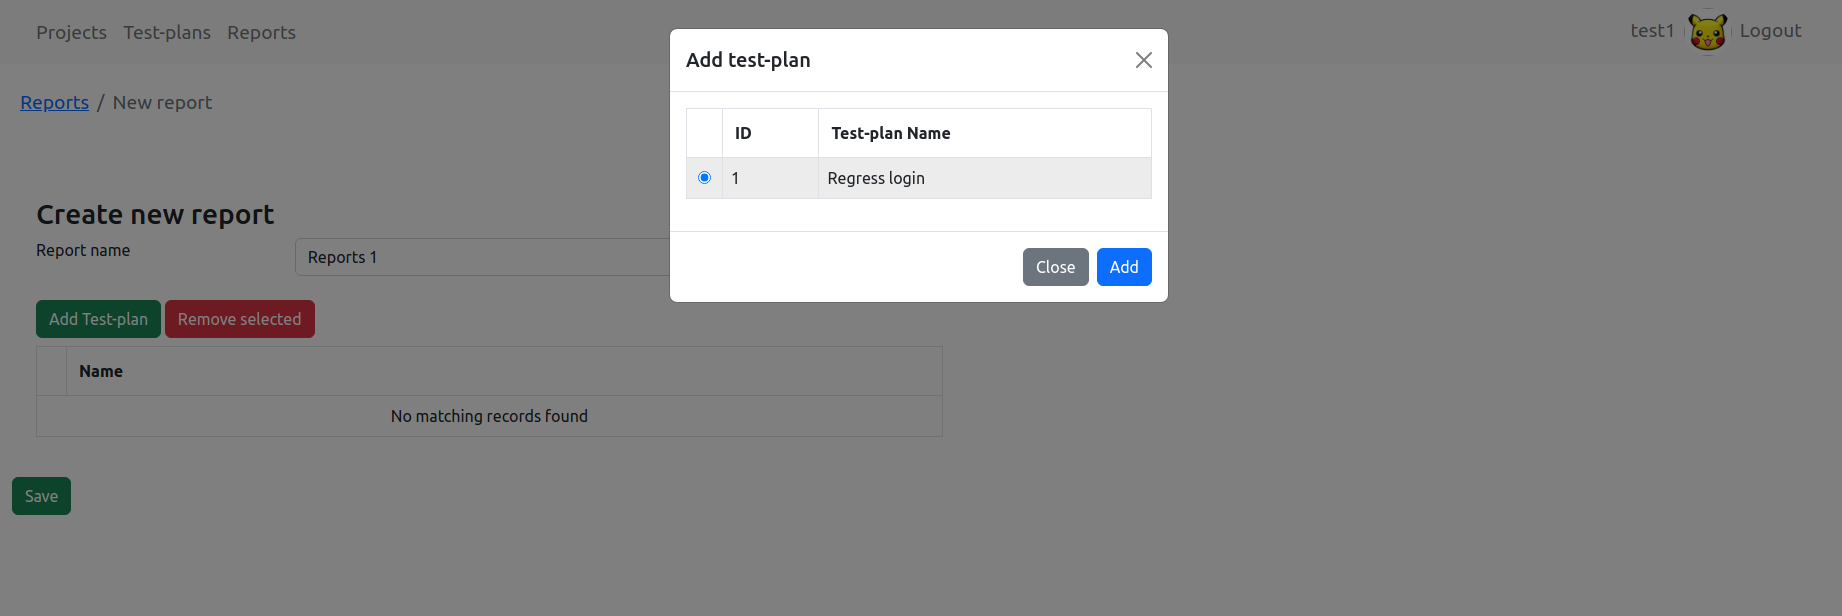 Projects Test-plans Reports
test1 Logout
Reports / New report
Add test-plan
ID Test-plan Name
1 Regress login
Close Add
Create new report
Report name Reports 1
Add Test-plan Remove selected
Name
No matching records found
Save